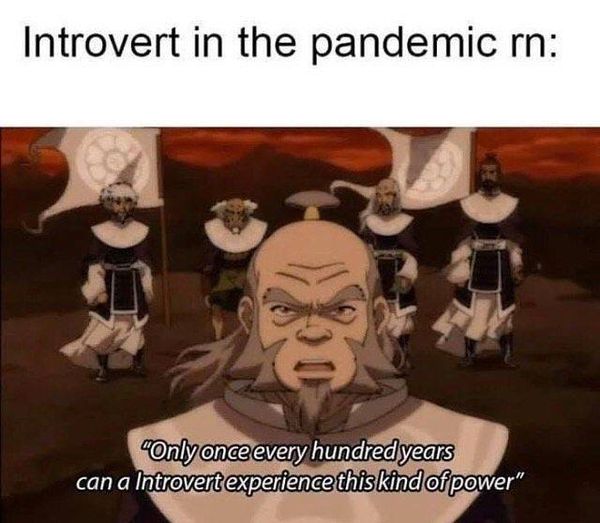 Introvert in the pandemic rn:
"Only once every hundred years
can a Introvert experience this kind of power"